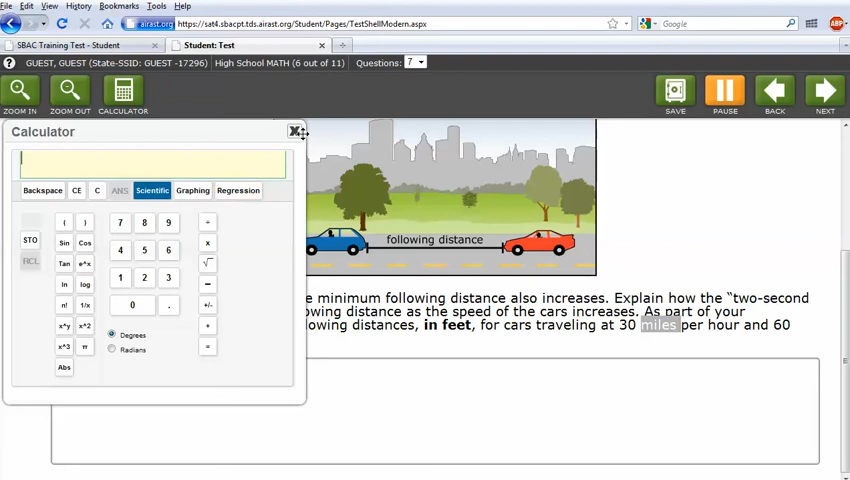 File Edit View History Bookmarks Tools Help
airast.org https://sat4.sbacpt.tds.airast.org/Student/Pages/TestShellModern.aspx Google ABP
SBAC Training Test - Student x Student: Test x
? GUEST, GUEST (State-SSID: GUEST -17296) High School MATH (6 out of 11) Questions: 7
ZOOM IN ZOOM OUT CALCULATOR SAVE PAUSE BACK NEXT
Calculator X
Backspace CE C ANS Scientific Graphing Regression
( ) 7 8 9 ÷
STO Sin Cos 4 5 6 x
RCL Tan e^x 1 2 3 √
ln log 0 . −
n! 1/x +/-
x^y x^2 Degrees +
x^3 π Radians =
Abs
following distance
e minimum following distance also increases. Explain how the “two-second
owing distance as the speed of the cars increases. As part of your
lowing distances, in feet, for cars traveling at 30 miles per hour and 60